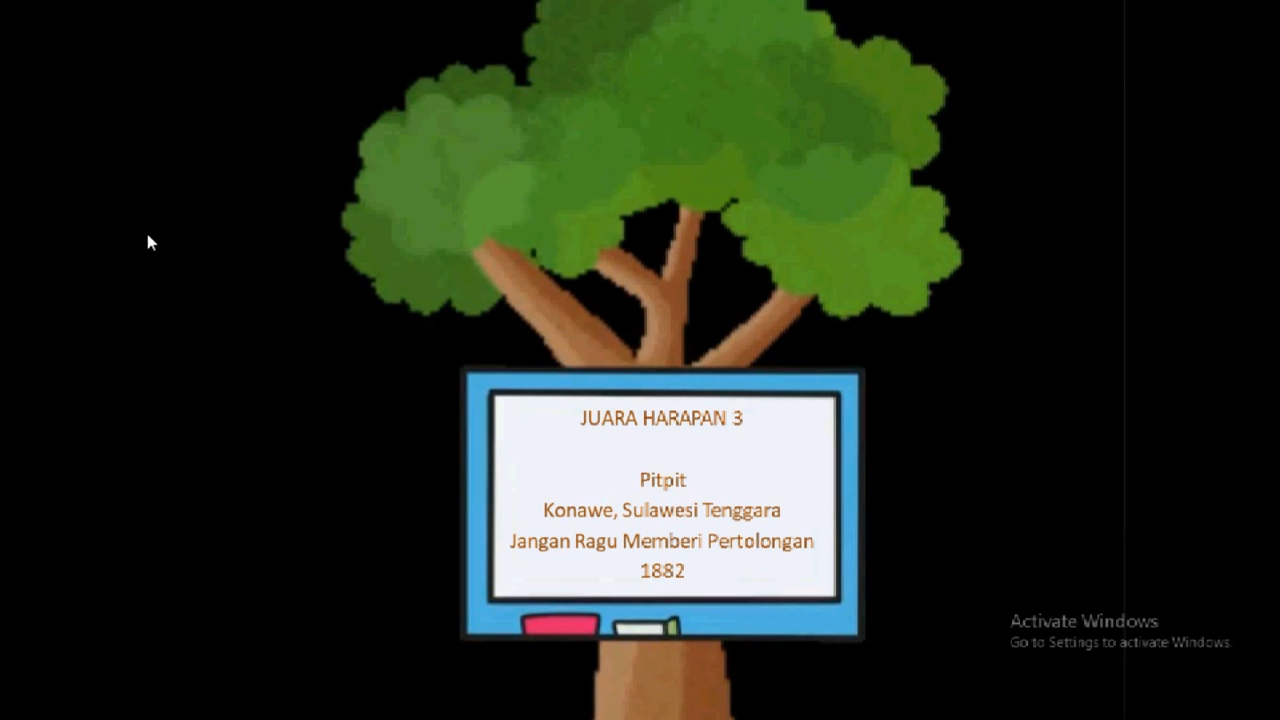 JUARA HARAPAN 3
Pitpit
Konawe, Sulawesi Tenggara
Jangan Ragu Memberi Pertolongan
1882
Activate Windows
Go to Settings to activate Windows.